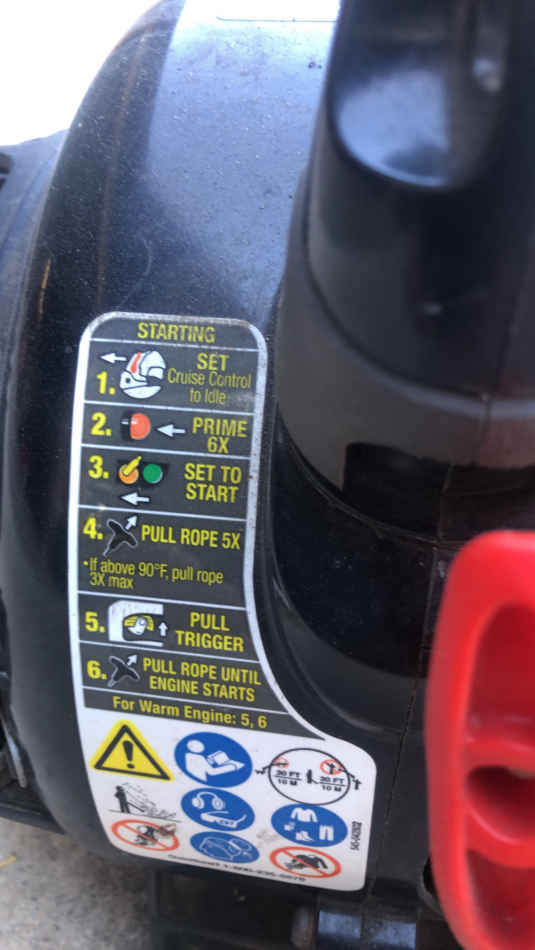 STARTING
1. SET
Cruise Control
to Idle
2. PRIME
6X
3. SET TO
START
4. PULL ROPE 5X
• If above 90°F, pull rope
3X max
5. PULL
TRIGGER
6. PULL ROPE UNTIL
ENGINE STARTS
For Warm Engine: 5, 6
30 FT 30 FT
10 M 10 M